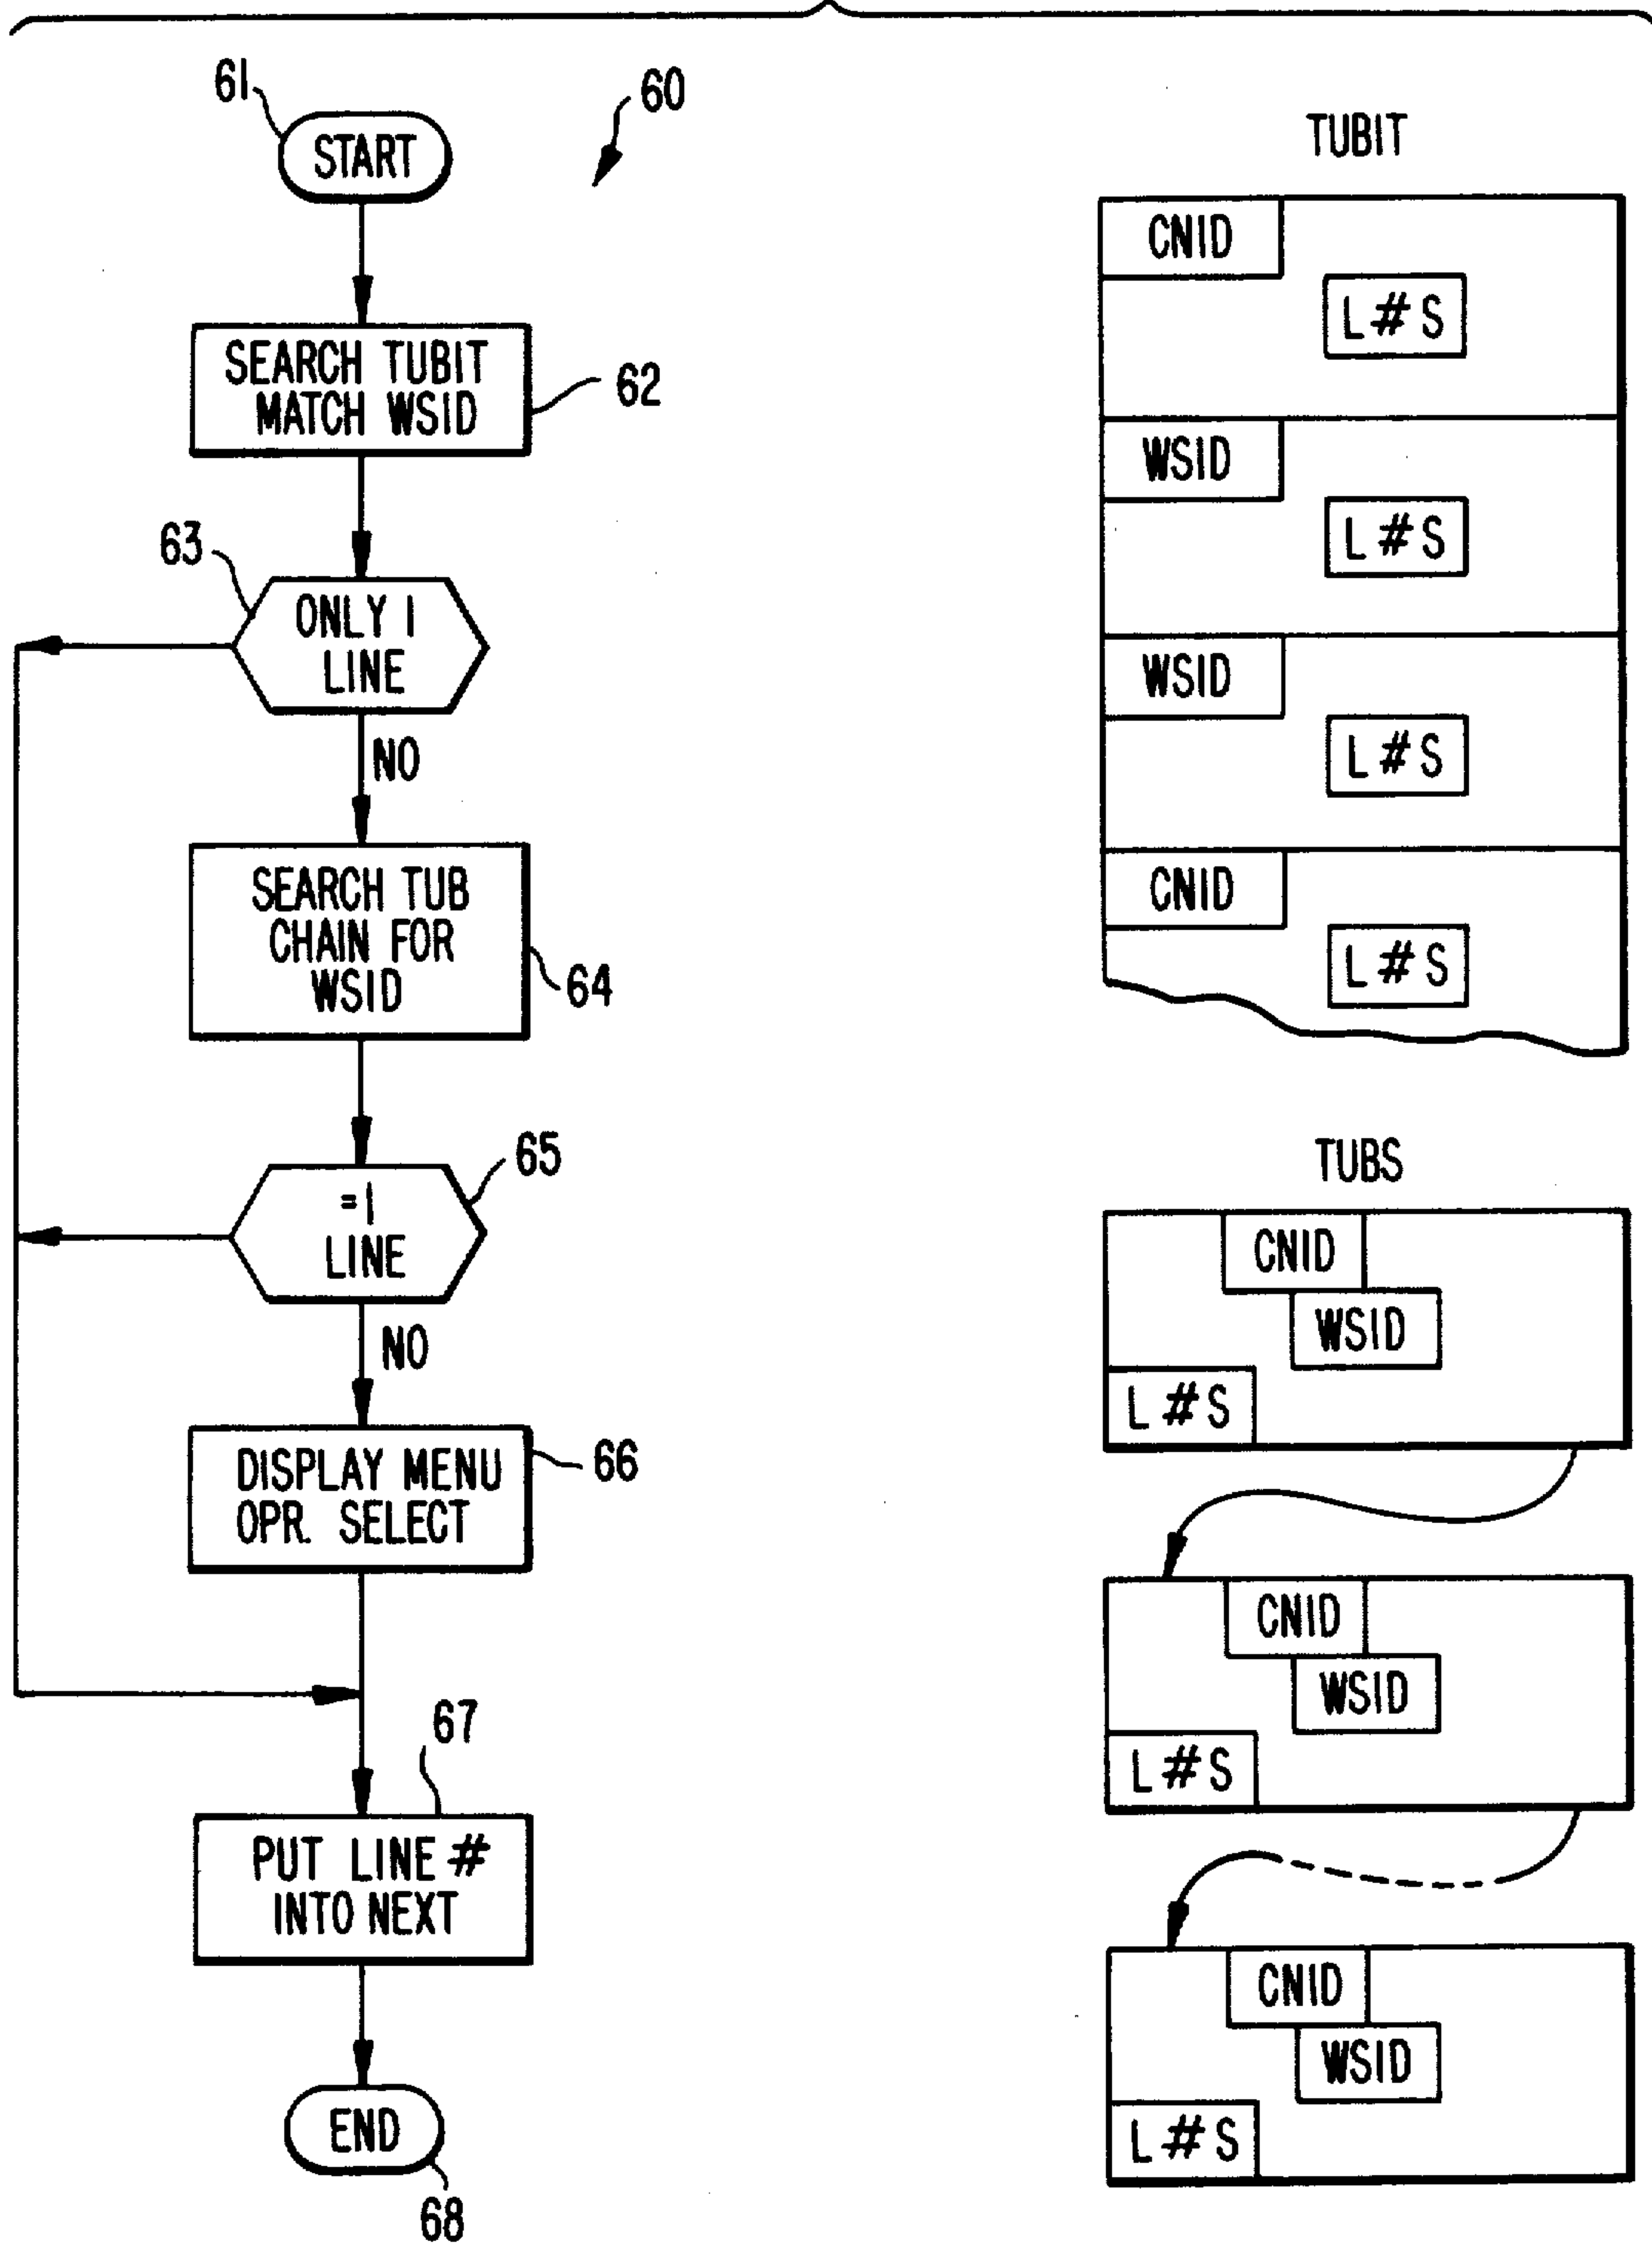 61
60
START
SEARCH TUBIT
MATCH WSID
62
63
ONLY 1
LINE
NO
SEARCH TUB
CHAIN FOR
WSID
64
65
=1
LINE
NO
DISPLAY MENU
OPR. SELECT
66
67
PUT LINE #
INTO NEXT
END
68
TUBIT
CNID
L#S
WSID
L#S
WSID
L#S
CNID
L#S
TUBS
CNID
WSID
L#S
CNID
WSID
L#S
CNID
WSID
L#S